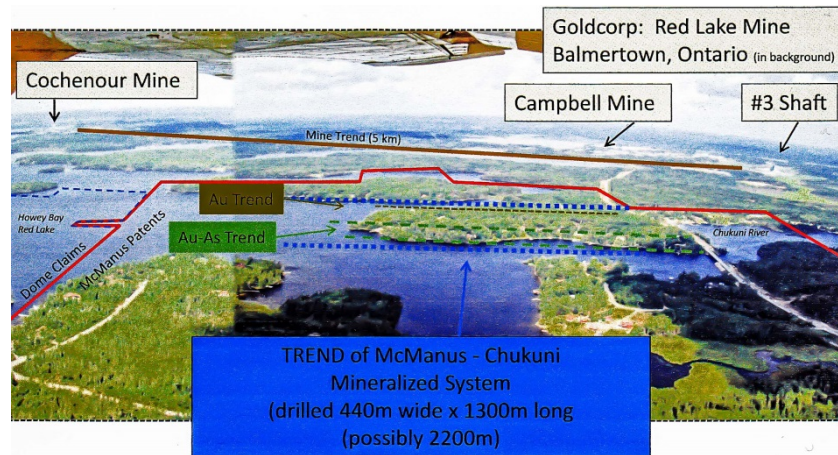 Goldcorp: Red Lake Mine
Balmertown, Ontario (in background)
Cochenour Mine
Campbell Mine
#3 Shaft
Mine Trend (5 km)
Au Trend
Howey Bay
Red Lake
Au-As Trend
Chukuni River
Dome Claims
McManus Patents
TREND of McManus - Chukuni
Mineralized System
(drilled 440m wide x 1300m long
(possibly 2200m)